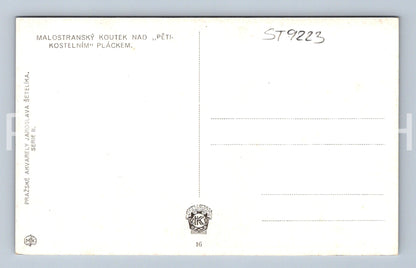 MALOSTRANSKÝ KOUTEK NAD „PĚTI-
KOSTELNÍM" PLÁCKEM.
ST9223
PRAŽSKÉ AKVARELY JAROSLAVA ŠETELÍKA.
SERIE II.
16